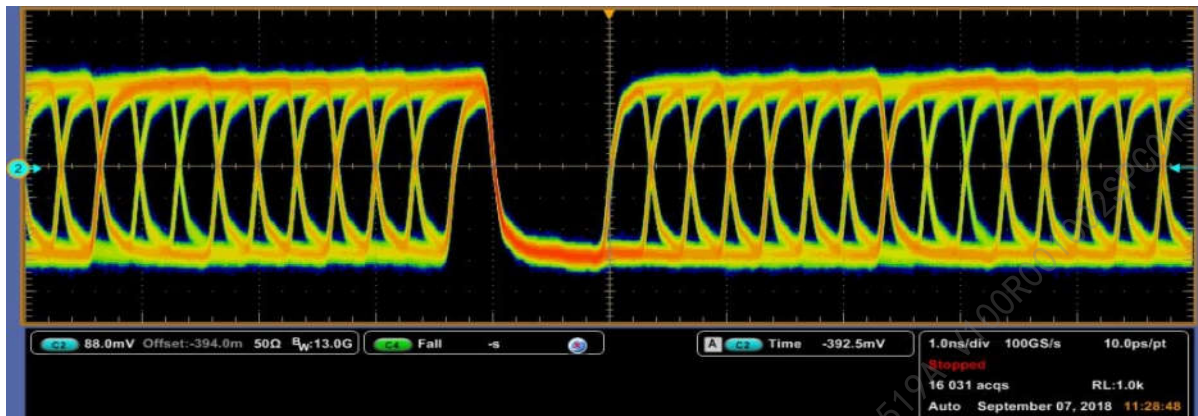 2
C2 88.0mV Offset:-394.0m 50Ω BW:13.0G
C4 Fall -s
A C2 Time -392.5mV
1.0ns/div 100GS/s 10.0ps/pt
Stopped
16 031 acqs RL:1.0k
Auto September 07, 2018 11:28:48